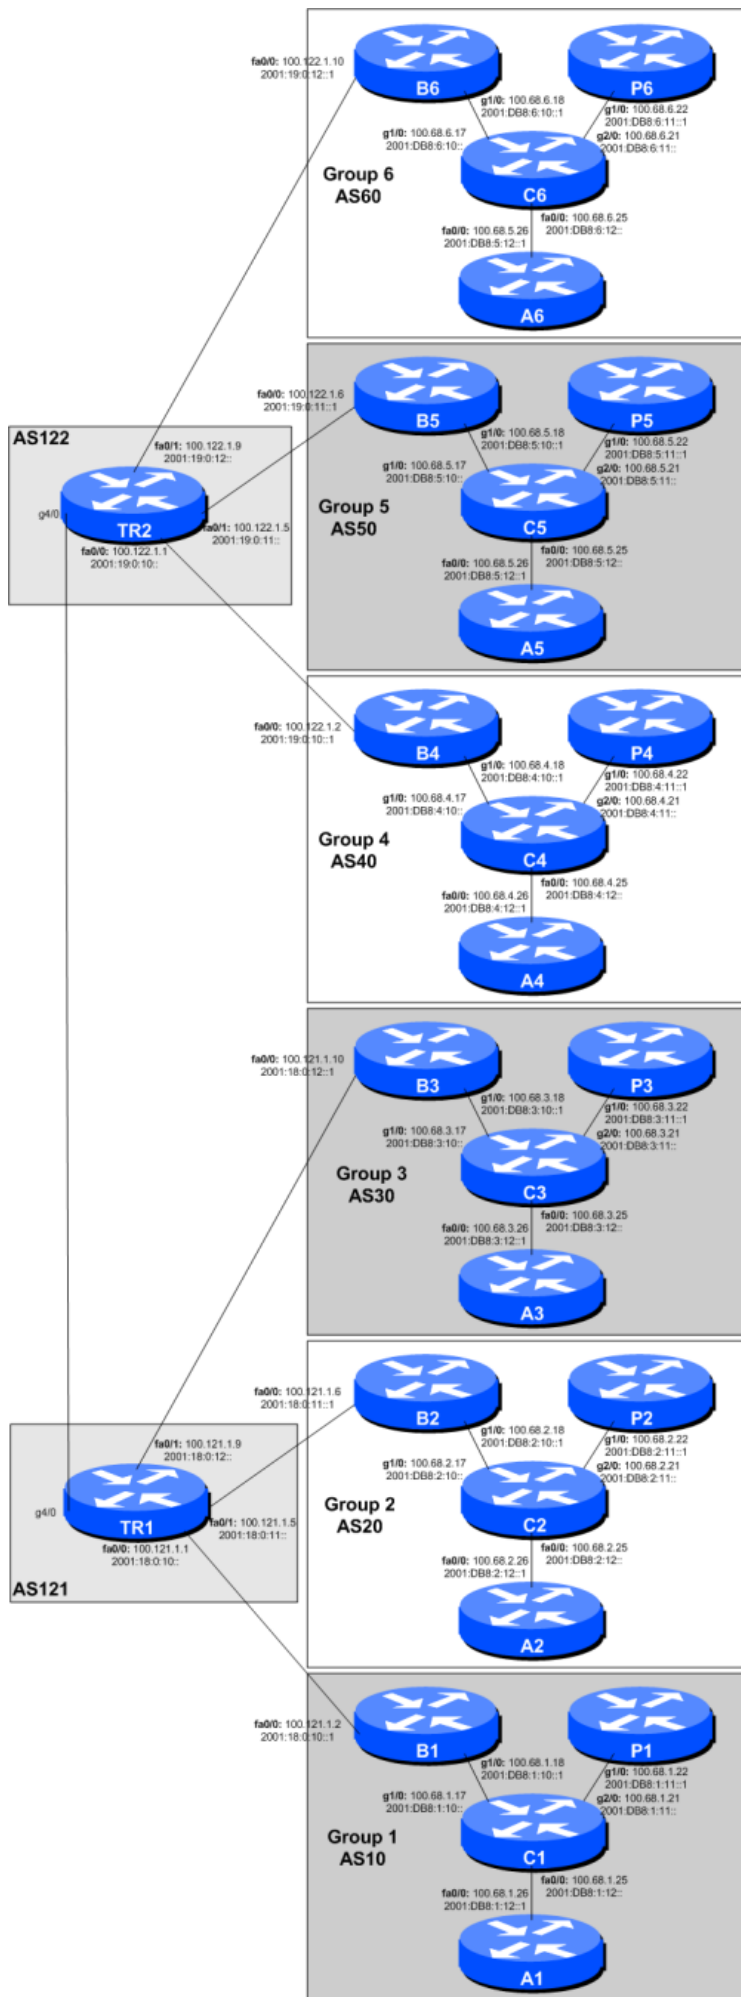 fa0/0: 100.122.1.10
2001:19:0:12::1
B6
P6
g1/0: 100.68.6.18
2001:DB8:6:10::1
g1/0: 100.68.6.22
2001:DB8:6:11::1
g1/0: 100.68.6.17
2001:DB8:6:10::
g2/0: 100.68.6.21
2001:DB8:6:11::
Group 6
AS60
C6
fa0/0: 100.68.6.25
2001:DB8:6:12::
fa0/0: 100.68.5.26
2001:DB8:5:12::1
A6
fa0/0: 100.122.1.6
2001:19:0:11::1
B5
P5
g1/0: 100.68.5.18
2001:DB8:5:10::1
g1/0: 100.68.5.22
2001:DB8:5:11::1
g1/0: 100.68.5.17
2001:DB8:5:10::
g2/0: 100.68.5.21
2001:DB8:5:11::
Group 5
AS50
C5
fa0/0: 100.68.5.25
2001:DB8:5:12::
fa0/0: 100.68.5.26
2001:DB8:5:12::1
A5
AS122
fa0/1: 100.122.1.9
2001:19:0:12::
g4/0
TR2
fa0/1: 100.122.1.5
2001:19:0:11::
fa0/0: 100.122.1.1
2001:19:0:10::
fa0/0: 100.122.1.2
2001:19:0:10::1
B4
P4
g1/0: 100.68.4.18
2001:DB8:4:10::1
g1/0: 100.68.4.22
2001:DB8:4:11::1
g1/0: 100.68.4.17
2001:DB8:4:10::
g2/0: 100.68.4.21
2001:DB8:4:11::
Group 4
AS40
C4
fa0/0: 100.68.4.25
2001:DB8:4:12::
fa0/0: 100.68.4.26
2001:DB8:4:12::1
A4
fa0/0: 100.121.1.10
2001:18:0:12::1
B3
P3
g1/0: 100.68.3.18
2001:DB8:3:10::1
g1/0: 100.68.3.22
2001:DB8:3:11::1
g1/0: 100.68.3.17
2001:DB8:3:10::
g2/0: 100.68.3.21
2001:DB8:3:11::
Group 3
AS30
C3
fa0/0: 100.68.3.25
2001:DB8:3:12::
fa0/0: 100.68.3.26
2001:DB8:3:12::1
A3
fa0/0: 100.121.1.6
2001:18:0:11::1
B2
P2
g1/0: 100.68.2.18
2001:DB8:2:10::1
g1/0: 100.68.2.22
2001:DB8:2:11::1
g1/0: 100.68.2.17
2001:DB8:2:10::
g2/0: 100.68.2.21
2001:DB8:2:11::
Group 2
AS20
C2
fa0/0: 100.68.2.25
2001:DB8:2:12::
fa0/0: 100.68.2.26
2001:DB8:2:12::1
A2
fa0/1: 100.121.1.9
2001:18:0:12::
g4/0
TR1
fa0/1: 100.121.1.5
2001:18:0:11::
fa0/0: 100.121.1.1
2001:18:0:10::
AS121
fa0/0: 100.121.1.2
2001:18:0:10::1
B1
P1
g1/0: 100.68.1.18
2001:DB8:1:10::1
g1/0: 100.68.1.22
2001:DB8:1:11::1
g1/0: 100.68.1.17
2001:DB8:1:10::
g2/0: 100.68.1.21
2001:DB8:1:11::
Group 1
AS10
C1
fa0/0: 100.68.1.25
2001:DB8:1:12::
fa0/0: 100.68.1.26
2001:DB8:1:12::1
A1